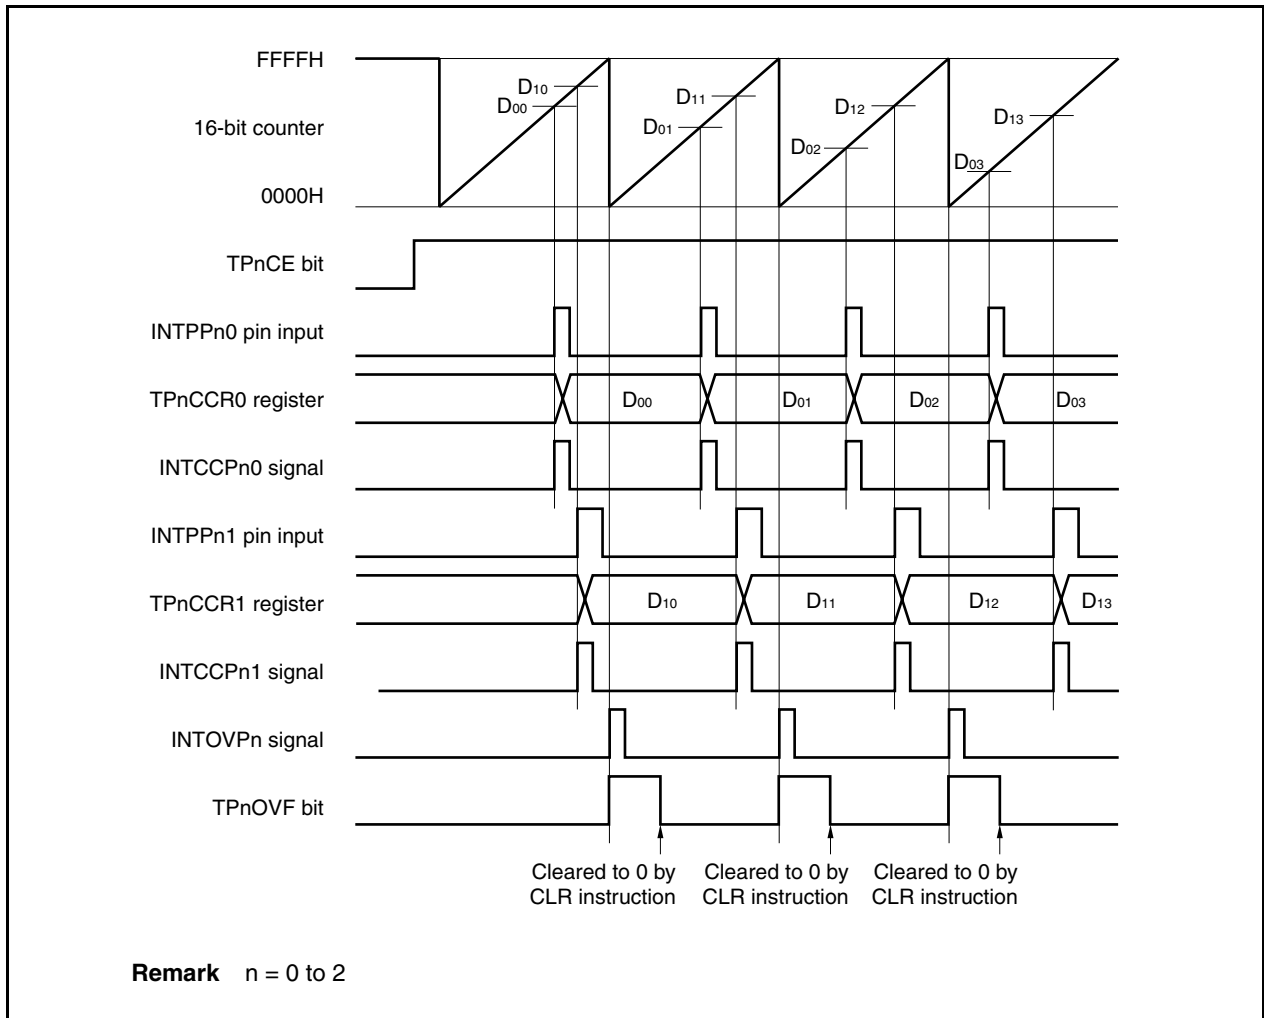 FFFFH
D10
D00
D11
D01
D12
D02
D13
D03
16-bit counter
0000H
TPnCE bit
INTPPn0 pin input
TPnCCR0 register
D00
D01
D02
D03
INTCCPn0 signal
INTPPn1 pin input
TPnCCR1 register
D10
D11
D12
D13
INTCCPn1 signal
INTOVPn signal
TPnOVF bit
Cleared to 0 by
CLR instruction
Cleared to 0 by
CLR instruction
Cleared to 0 by
CLR instruction
Remark n = 0 to 2